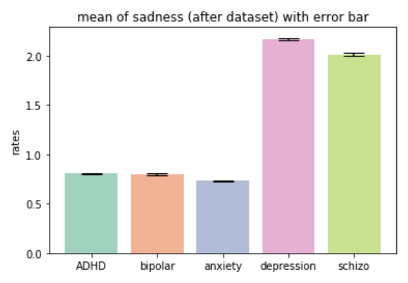 mean of sadness (after dataset) with error bar
2.0
1.5
1.0
0.5
0.0
rates
ADHD bipolar anxiety depression schizo